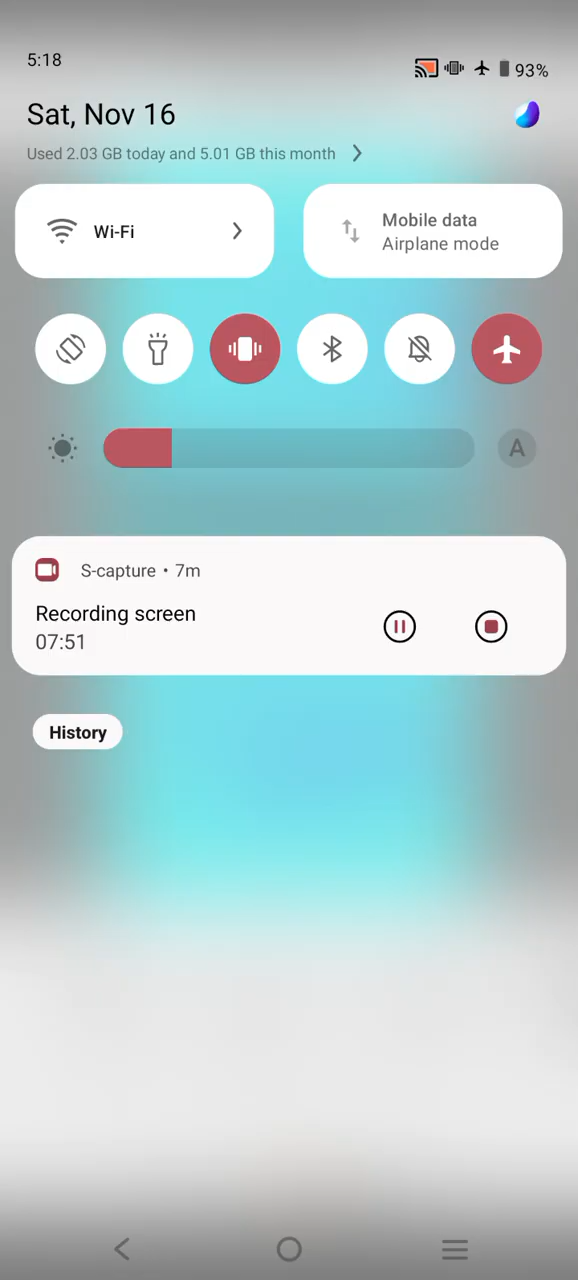 5:18
93%
Sat, Nov 16
Used 2.03 GB today and 5.01 GB this month
Wi-Fi
Mobile data
Airplane mode
A
S-capture • 7m
Recording screen
07:51
History